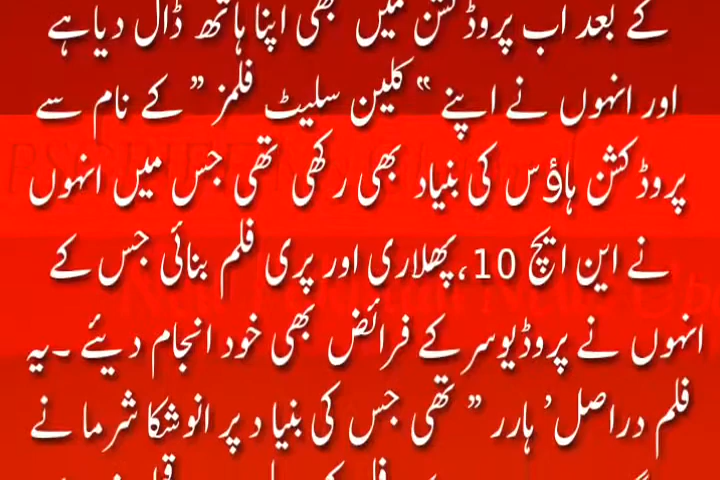 کے بعد اب پروڈکشن میں بھی اپنا ہاتھ ڈال دیا ہے
اور انہوں نے اپنے “ کلین سلیٹ فلمز ” کے نام سے
پروڈکشن ہاؤس کی بنیاد بھی رکھی تھی جس میں انہوں
نے این ایچ 10 ،پھلاری اور پری فلم بنائی جس کے
انہوں نے پروڈیوسر کے فرائض بھی خود انجام دیئے ۔یہ
فلم دراصل’ ہارر ” تھی جس کی بنیاد پر انوشکا شرما نے